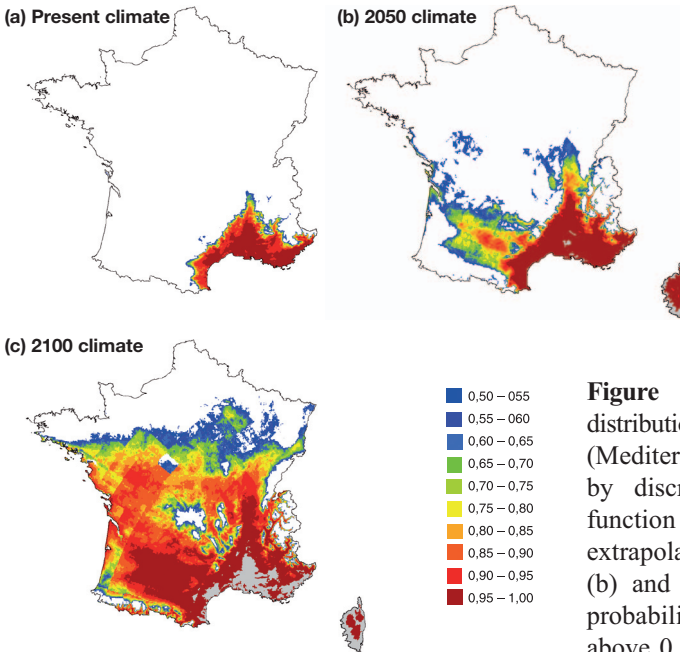 (a) Present climate
(b) 2050 climate
(c) 2100 climate
0,50 – 055
0,55 – 060
0,60 – 0,65
0,65 – 0,70
0,70 – 0,75
0,75 – 0,80
0,80 – 0,85
0,85 – 0,90
0,90 – 0,95
0,95 – 1,00
Figure
distributio
(Mediter
by discr
function
extrapola
(b) and
probabili
above 0